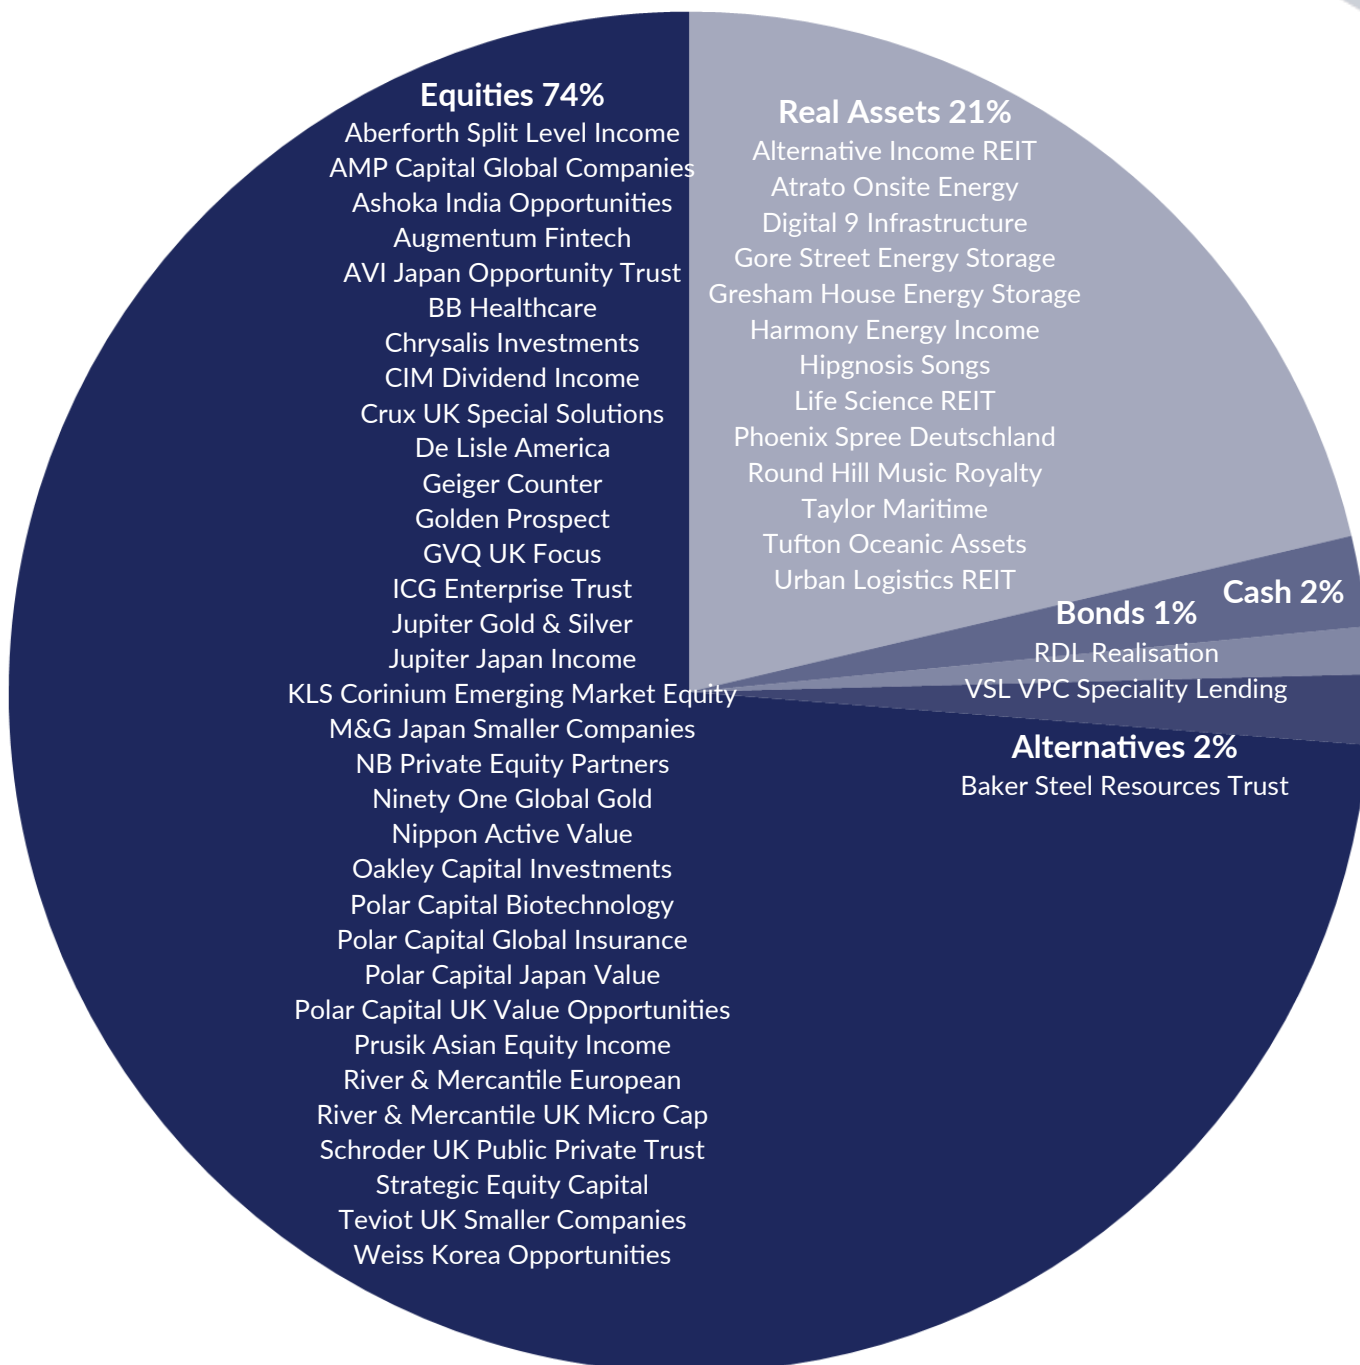 Equities 74%
Aberforth Split Level Income
AMP Capital Global Companies
Ashoka India Opportunities
Augmentum Fintech
AVI Japan Opportunity Trust
BB Healthcare
Chrysalis Investments
CIM Dividend Income
Crux UK Special Solutions
De Lisle America
Geiger Counter
Golden Prospect
GVQ UK Focus
ICG Enterprise Trust
Jupiter Gold & Silver
Jupiter Japan Income
KLS Corinium Emerging Market Equity
M&G Japan Smaller Companies
NB Private Equity Partners
Ninety One Global Gold
Nippon Active Value
Oakley Capital Investments
Polar Capital Biotechnology
Polar Capital Global Insurance
Polar Capital Japan Value
Polar Capital UK Value Opportunities
Prusik Asian Equity Income
River & Mercantile European
River & Mercantile UK Micro Cap
Schroder UK Public Private Trust
Strategic Equity Capital
Teviot UK Smaller Companies
Weiss Korea Opportunities
Real Assets 21%
Alternative Income REIT
Atrato Onsite Energy
Digital 9 Infrastructure
Gore Street Energy Storage
Gresham House Energy Storage
Harmony Energy Income
Hipgnosis Songs
Life Science REIT
Phoenix Spree Deutschland
Round Hill Music Royalty
Taylor Maritime
Tufton Oceanic Assets
Urban Logistics REIT
Cash 2%
Bonds 1%
RDL Realisation
VSL VPC Speciality Lending
Alternatives 2%
Baker Steel Resources Trust